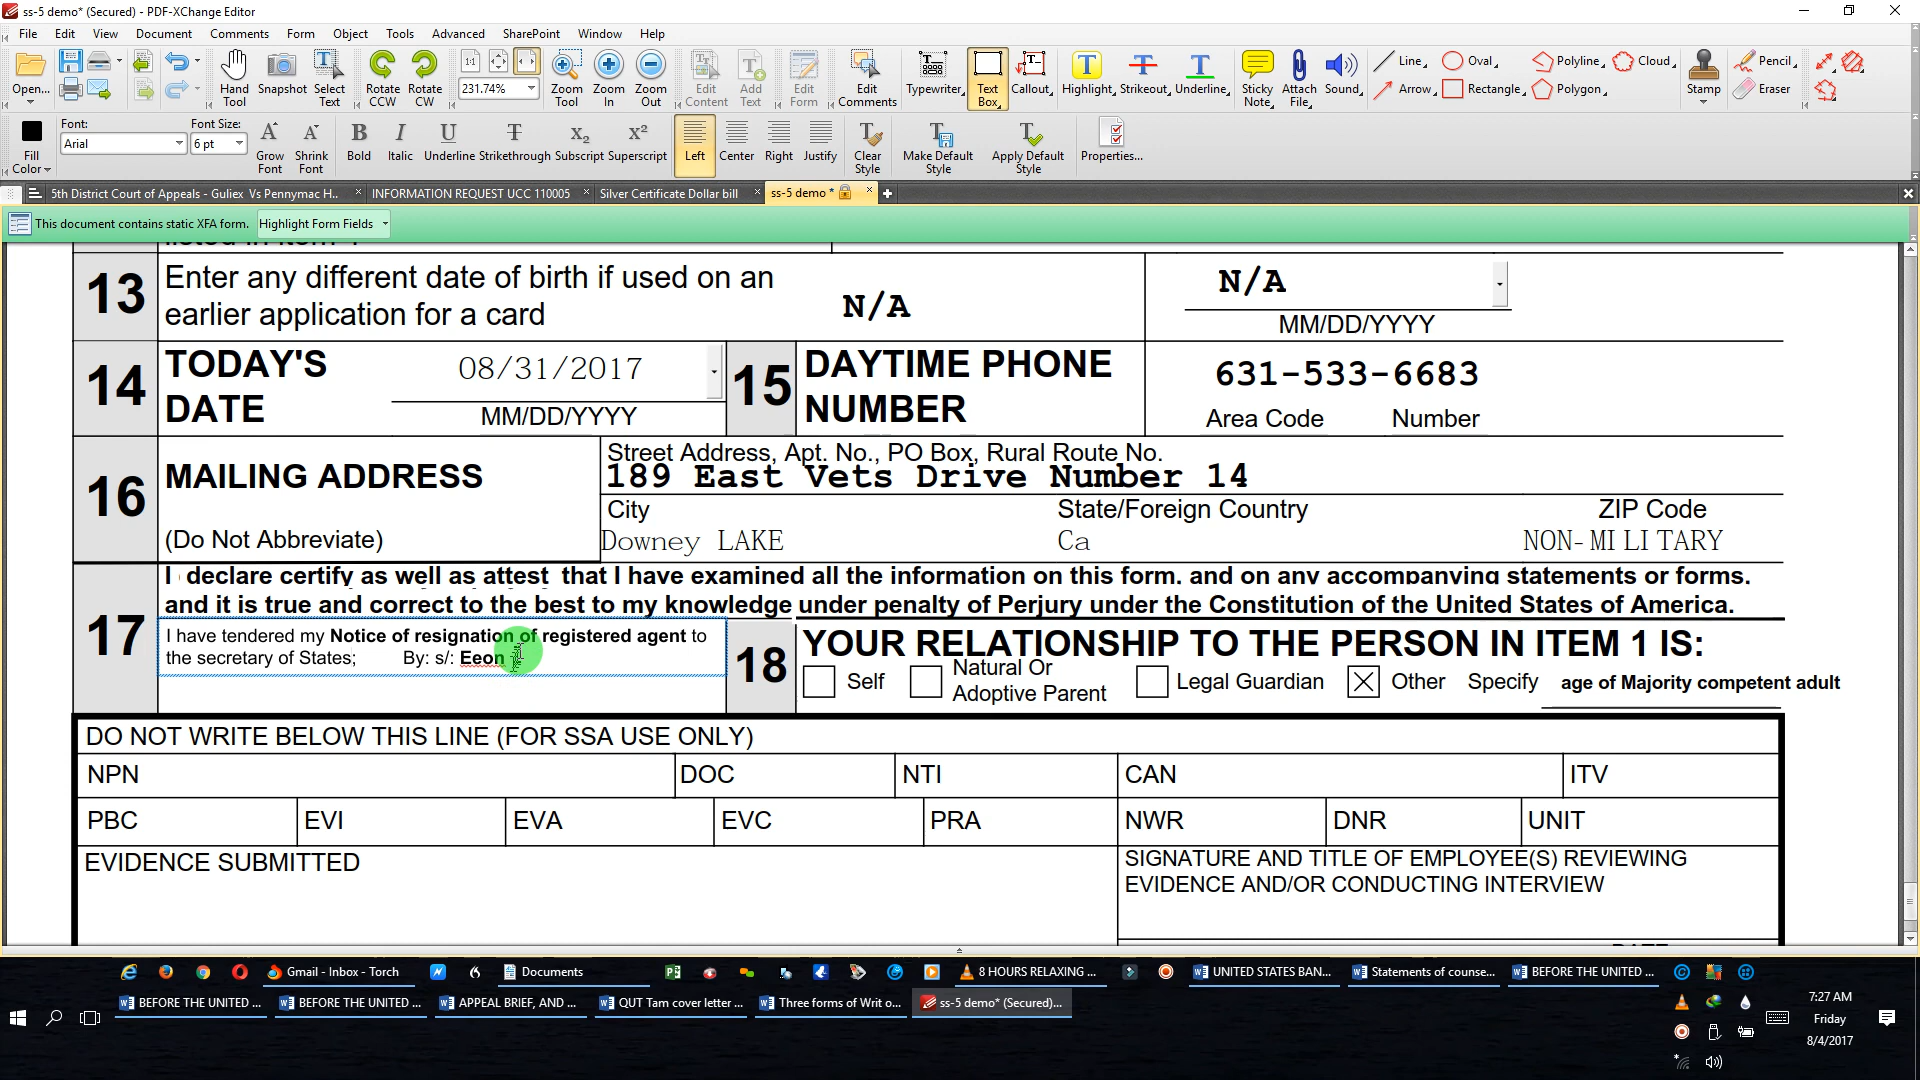 ss-5 demo* (Secured) - PDF-XChange Editor
File Edit View Document Comments Form Object Tools Advanced SharePoint Window Help
Open... Hand Tool Snapshot Select Text Rotate CCW Rotate CW 1:1 231.74% Zoom Tool Zoom In Zoom Out Edit Content Add Text Edit Form Edit Comments Typewriter Text Box Callout Highlight Strikeout Underline Sticky Note Attach File Sound Line Arrow Oval Rectangle Polyline Polygon Cloud Stamp Pencil Eraser
Fill Color Font: Arial Font Size: 6 pt Grow Font Shrink Font Bold Italic Underline Strikethrough Subscript Superscript Left Center Right Justify Clear Style Make Default Style Apply Default Style Properties...
5th District Court of Appeals - Guliex Vs Pennymac H.. INFORMATION REQUEST UCC 110005 Silver Certificate Dollar bill ss-5 demo *
This document contains static XFA form. Highlight Form Fields
13 Enter any different date of birth if used on an
earlier application for a card
N/A
N/A
MM/DD/YYYY
14 TODAY'S
DATE
08/31/2017
MM/DD/YYYY
15 DAYTIME PHONE
NUMBER
631-533-6683
Area Code Number
16 MAILING ADDRESS
(Do Not Abbreviate)
Street Address, Apt. No., PO Box, Rural Route No.
189 East Vets Drive Number 14
City State/Foreign Country ZIP Code
Downey LAKE Ca NON-MILITARY
17 I declare certify as well as attest that I have examined all the information on this form, and on any accompanying statements or forms,
and it is true and correct to the best to my knowledge under penalty of Perjury under the Constitution of the United States of America.
I have tendered my Notice of resignation of registered agent to
the secretary of States; By: s/: Eeon
18 YOUR RELATIONSHIP TO THE PERSON IN ITEM 1 IS:
Self Natural Or Adoptive Parent Legal Guardian Other Specify age of Majority competent adult
DO NOT WRITE BELOW THIS LINE (FOR SSA USE ONLY)
NPN DOC NTI CAN ITV
PBC EVI EVA EVC PRA NWR DNR UNIT
EVIDENCE SUBMITTED
SIGNATURE AND TITLE OF EMPLOYEE(S) REVIEWING
EVIDENCE AND/OR CONDUCTING INTERVIEW
Gmail - Inbox - Torch Documents 8 HOURS RELAXING ... UNITED STATES BAN... Statements of counse... BEFORE THE UNITED ...
BEFORE THE UNITED ... BEFORE THE UNITED ... APPEAL BRIEF, AND ... QUT Tam cover letter ... Three forms of Writ o... ss-5 demo* (Secured)...
7:27 AM
Friday
8/4/2017